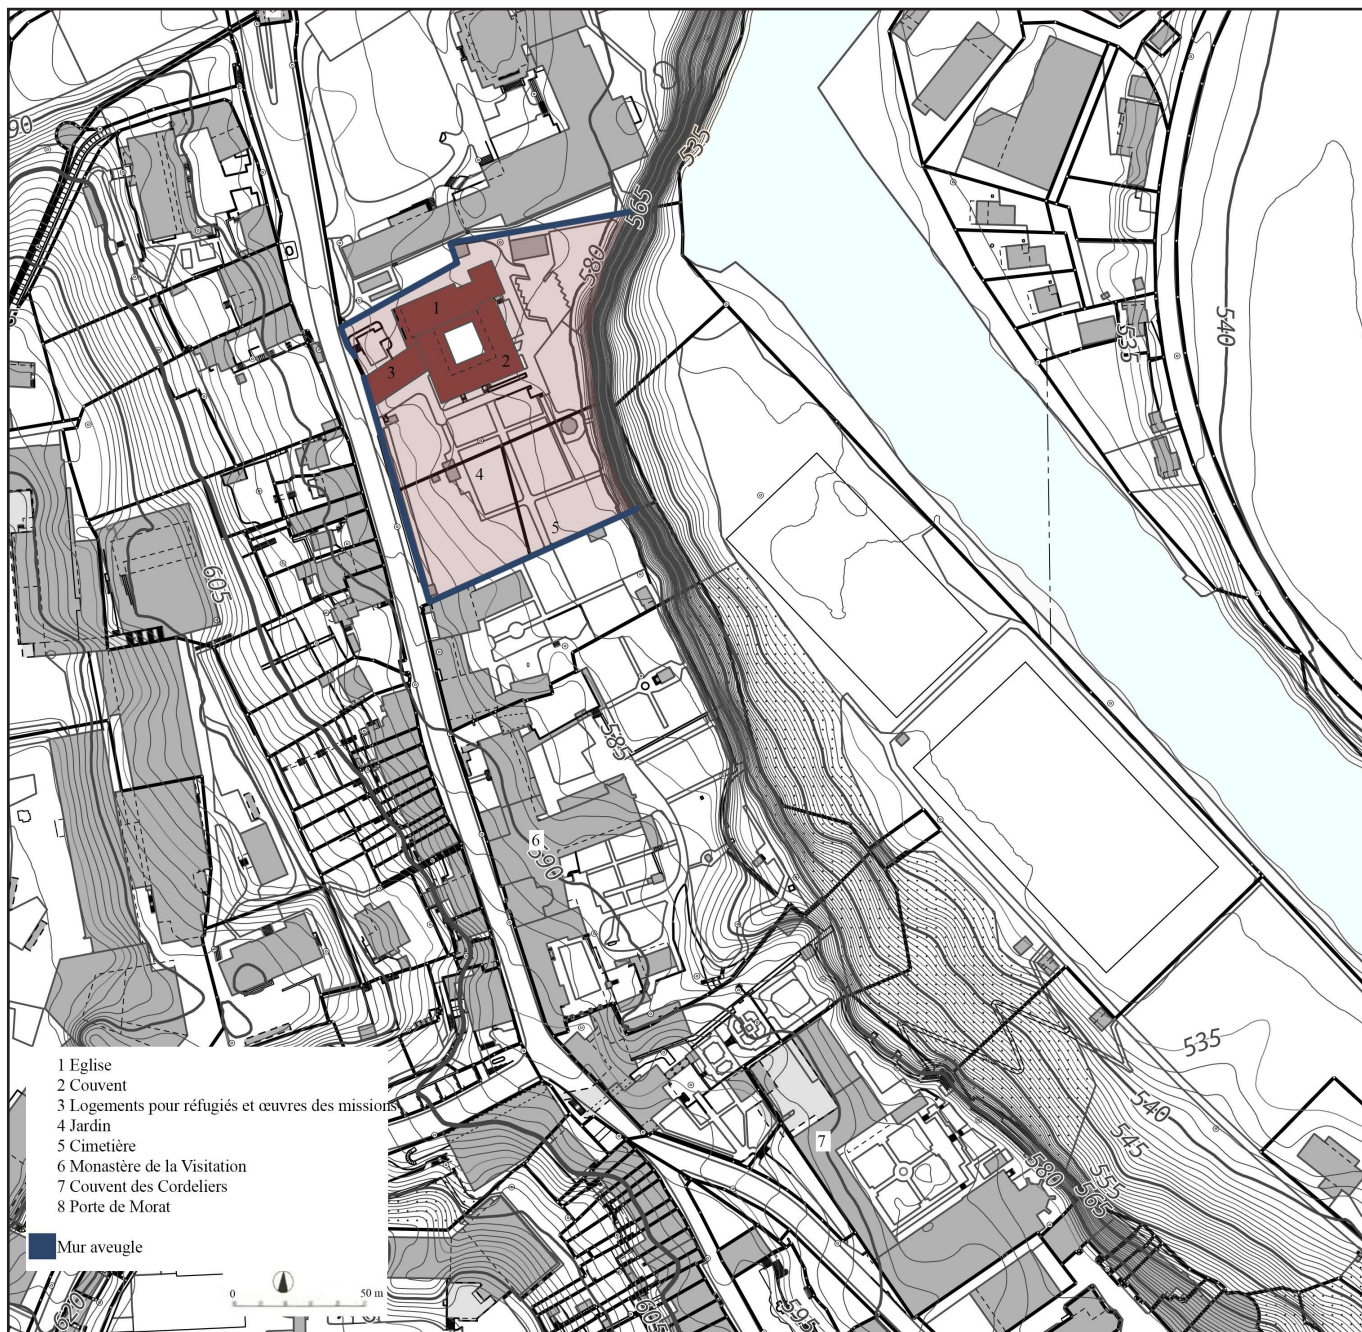 90
535
565
580
1
2
3
4
5
540
535
605
585
6
590
535
540
545
7
580
555
565
1 Eglise
2 Couvent
3 Logements pour réfugiés et œuvres des missions
4 Jardin
5 Cimetière
6 Monastère de la Visitation
7 Couvent des Cordeliers
8 Porte de Morat
Mur aveugle
0 50 m
620
605
595